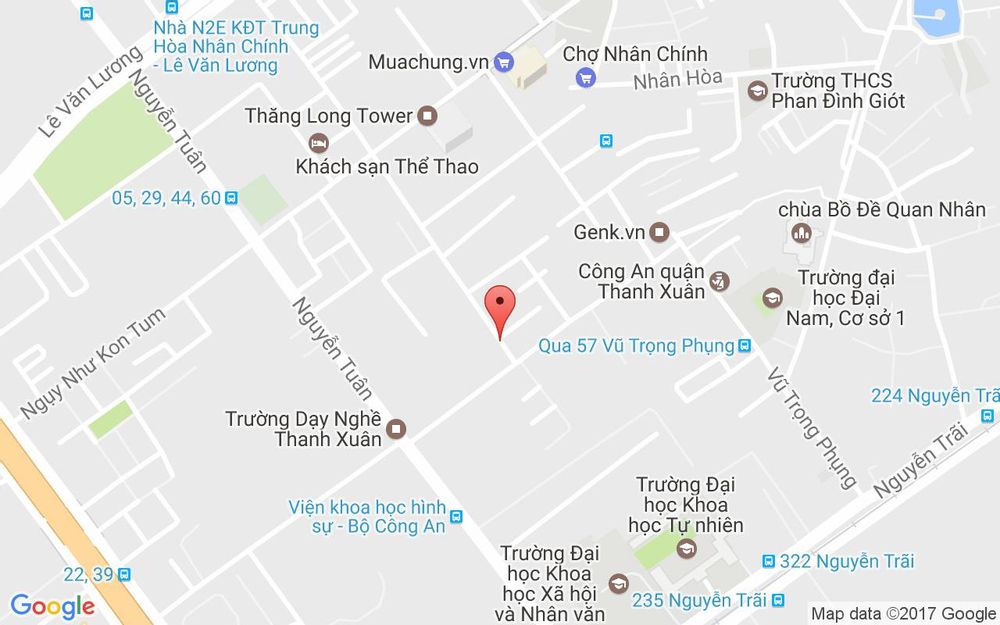 Nhà N2E KĐT Trung
Hòa Nhân Chính
- Lê Văn Lương
Lê Văn Lương
Nguyễn Tuân
Muachung.vn
Chợ Nhân Chính
Nhân Hòa
Trường THCS
Phan Đình Giót
Thăng Long Tower
Khách sạn Thể Thao
05, 29, 44, 60
chùa Bồ Đề Quan Nhân
Genk.vn
Công An quận
Thanh Xuân
Trường đại
học Đại
Nam, Cơ sở 1
Qua 57 Vũ Trọng Phụng
Ngụy Như Kon Tum
Nguyễn Tuân
Vũ Trọng Phụng
224 Nguyễn Trã
Nguyễn Trãi
Trường Dạy Nghề
Thanh Xuân
Trường Đại
học Khoa
học Tự nhiên
Viện khoa học hình
sự - Bộ Công An
Trường Đại
học Khoa
học Xã hội
và Nhân văn
322 Nguyễn Trãi
22, 39
235 Nguyễn Trãi
Google
Map data ©2017 Google